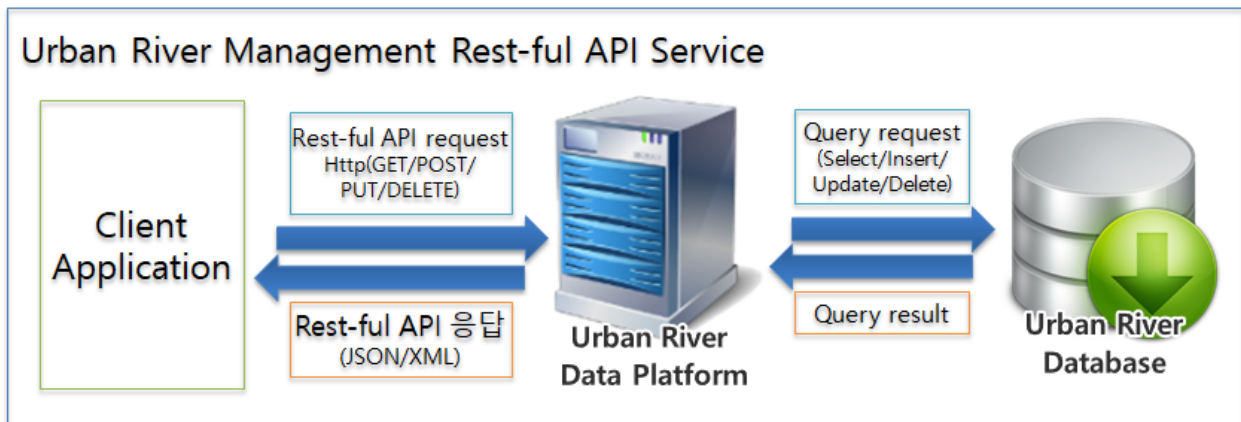 Urban River Management Rest-ful API Service
Client
Application
Rest-ful API request
Http(GET/POST/
PUT/DELETE)
Rest-ful API 응답
(JSON/XML)
Urban River
Data Platform
Query request
(Select/Insert/
Update/Delete)
Query result
Urban River
Database